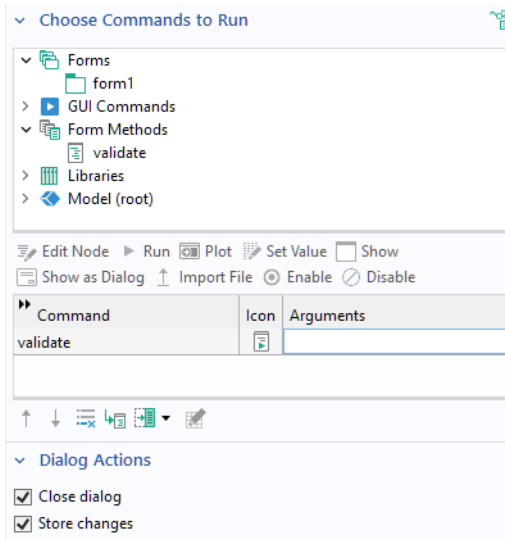 Choose Commands to Run
Forms
form1
GUI Commands
Form Methods
validate
Libraries
Model (root)
Edit Node Run Plot Set Value Show
Show as Dialog Import File Enable Disable
Command Icon Arguments
validate
Dialog Actions
Close dialog
Store changes